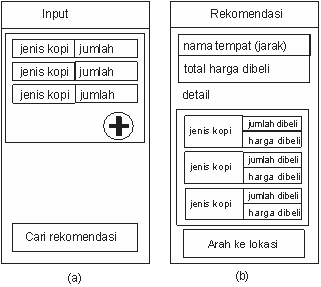 Input
jenis kopi jumlah
jenis kopi jumlah
jenis kopi jumlah
Cari rekomendasi
(a)
Rekomendasi
nama tempat (jarak)
total harga dibeli
detail
jenis kopi
jumlah dibeli
harga dibeli
jenis kopi
jumlah dibeli
harga dibeli
jenis kopi
jumlah dibeli
harga dibeli
Arah ke lokasi
(b)